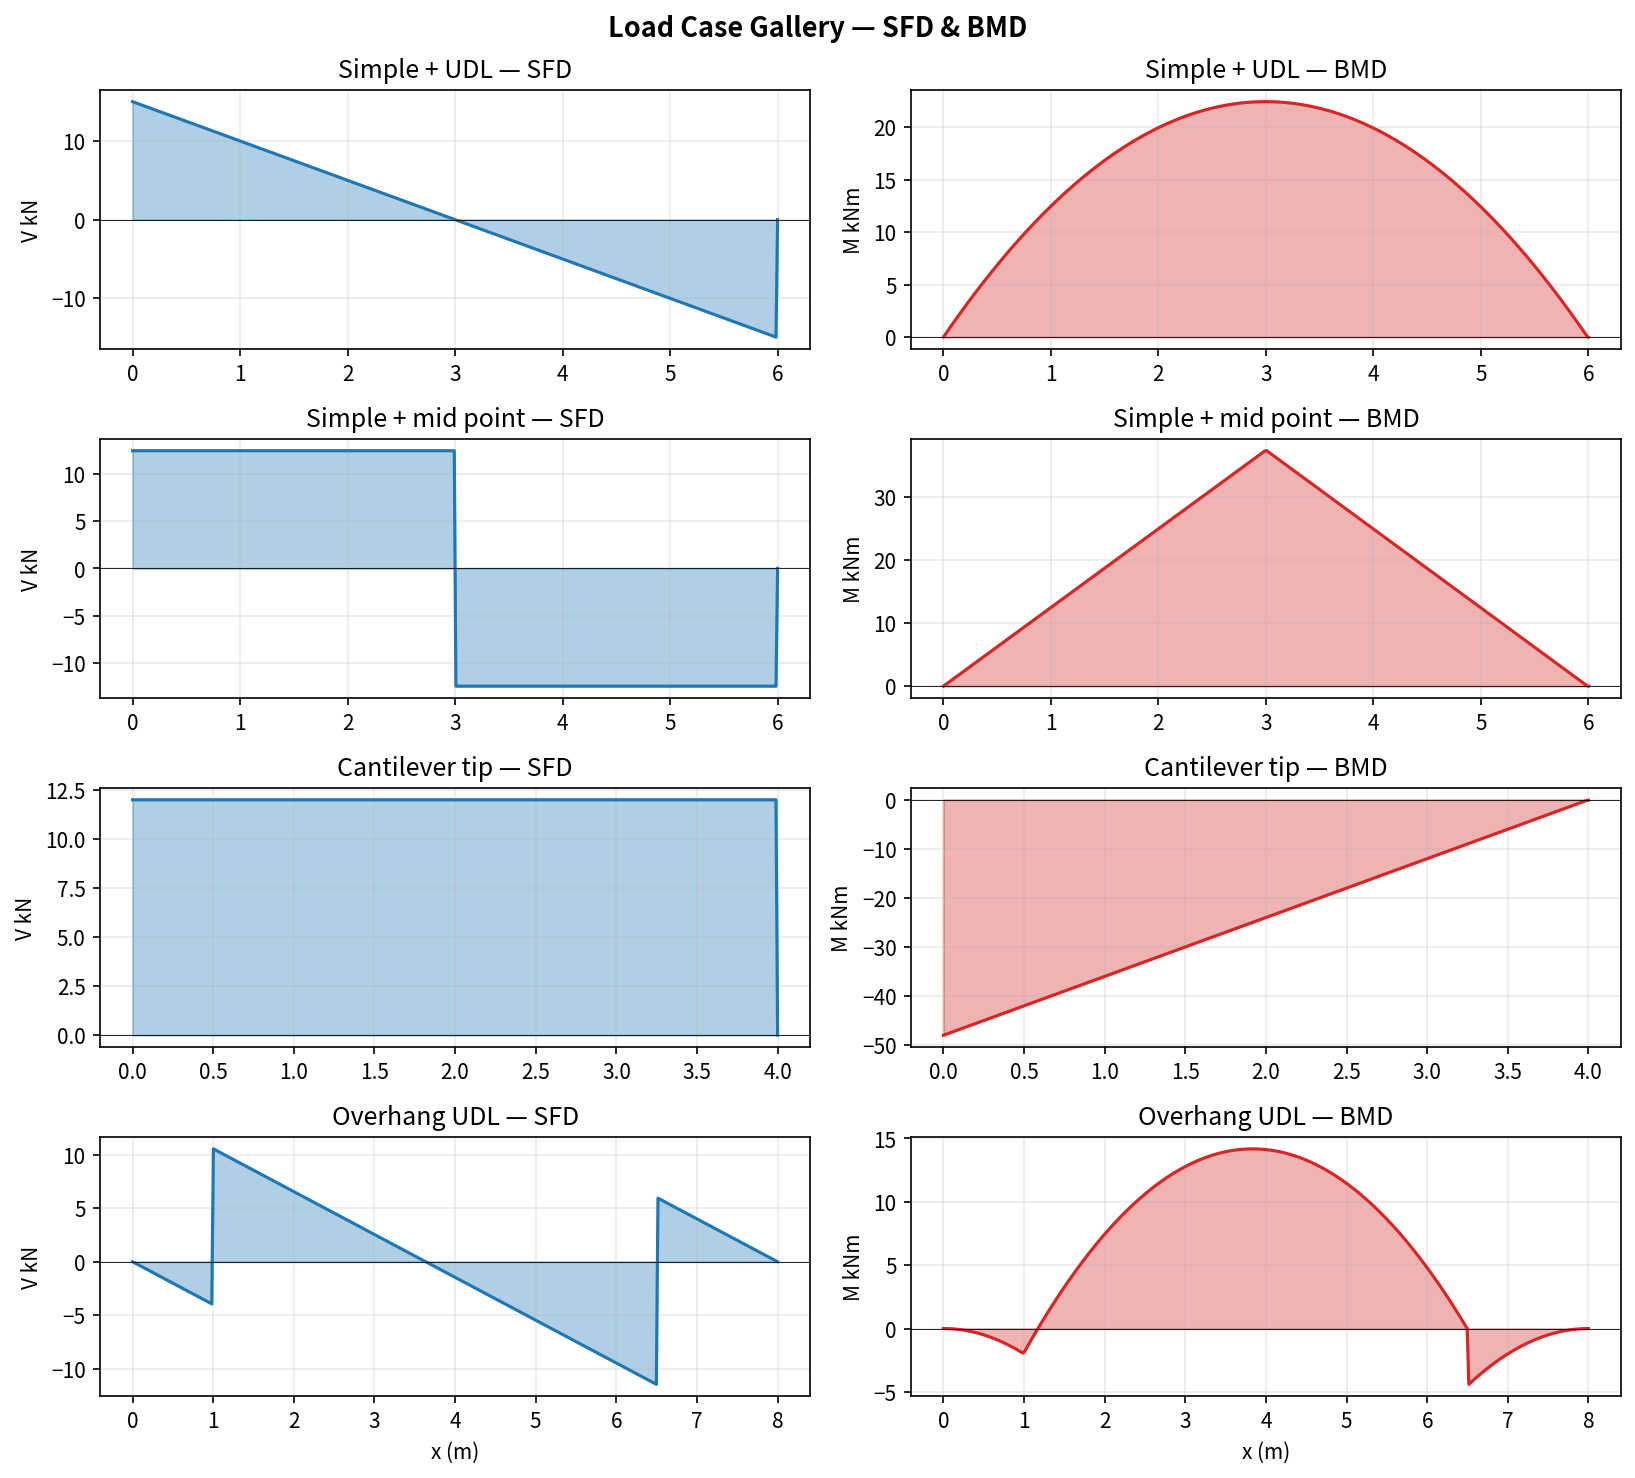 Load Case Gallery — SFD & BMD
Simple + UDL — SFD
V kN
10
0
−10
0 1 2 3 4 5 6
Simple + UDL — BMD
M kNm
20
15
10
5
0
0 1 2 3 4 5 6
Simple + mid point — SFD
V kN
10
5
0
−5
−10
0 1 2 3 4 5 6
Simple + mid point — BMD
M kNm
30
20
10
0
0 1 2 3 4 5 6
Cantilever tip — SFD
V kN
12.5
10.0
7.5
5.0
2.5
0.0
0.0 0.5 1.0 1.5 2.0 2.5 3.0 3.5 4.0
Cantilever tip — BMD
M kNm
0
−10
−20
−30
−40
−50
0.0 0.5 1.0 1.5 2.0 2.5 3.0 3.5 4.0
Overhang UDL — SFD
V kN
10
5
0
−5
−10
0 1 2 3 4 5 6 7 8
x (m)
Overhang UDL — BMD
M kNm
15
10
5
0
−5
0 1 2 3 4 5 6 7 8
x (m)